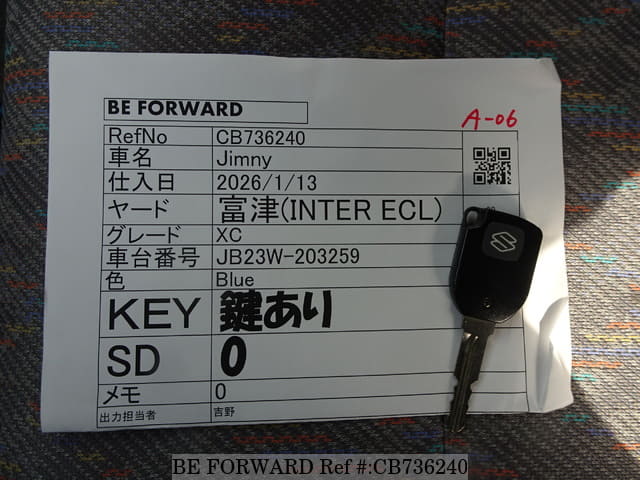 BE FORWARD
A-06
RefNo CB736240
車名 Jimny
仕入日 2026/1/13
ヤード 富津(INTER ECL)
グレード XC
車台番号 JB23W-203259
色 Blue
KEY 鍵あり
SD 0
メモ 0
出力担当者 吉野
BE FORWARD Ref #:CB736240